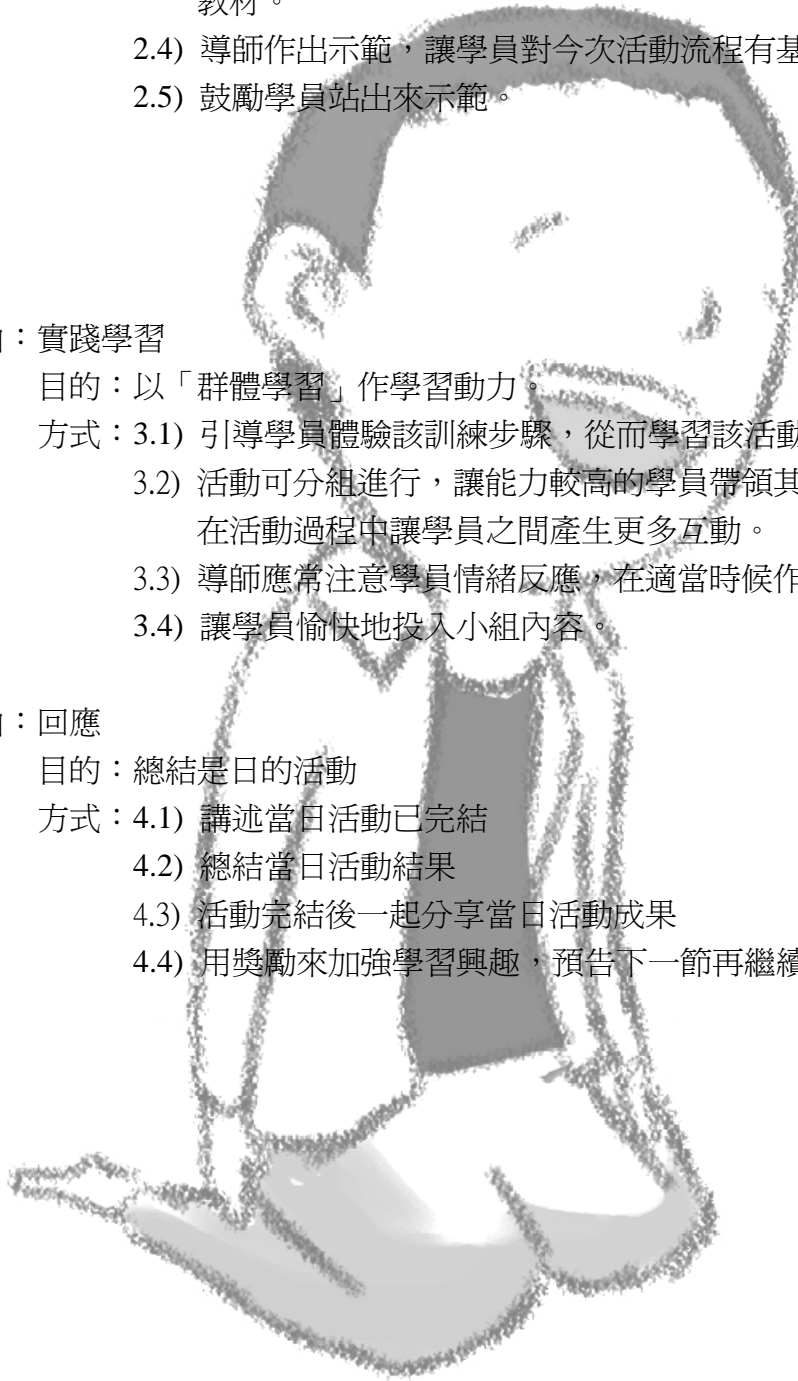 教材。
2.4) 導師作出示範，讓學員對今次活動流程有基
2.5) 鼓勵學員站出來示範。
：實踐學習
目的：以「群體學習」作學習動力。
方式：3.1) 引導學員體驗該訓練步驟，從而學習該活動
3.2) 活動可分組進行，讓能力較高的學員帶領其
在活動過程中讓學員之間產生更多互動。
3.3) 導師應常注意學員情緒反應，在適當時候作
3.4) 讓學員愉快地投入小組內容。
：回應
目的：總結是日的活動
方式：4.1) 講述當日活動已完結
4.2) 總結當日活動結果
4.3) 活動完結後一起分享當日活動成果
4.4) 用獎勵來加強學習興趣，預告下一節再繼續